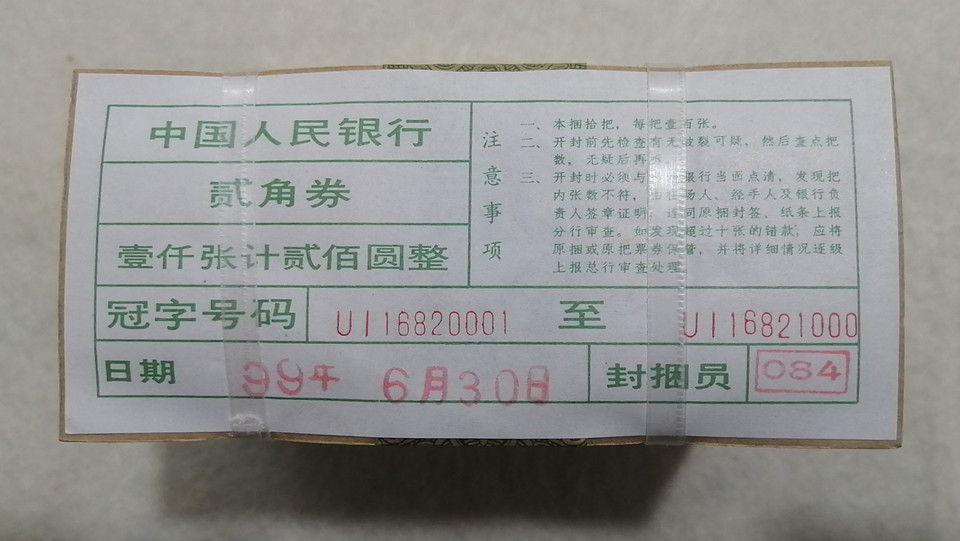 中国人民银行
贰角券
壹仟张计贰佰圆整
注意事项
一、本捆拾把，每把壹百张。
二、开封前先检查有无破裂可疑，然后查点把
数，无疑后再
三、开封时必须与 银行当面点清，发现把
内张数不符， 场人、经手人及银行负
责人签章证明，连同原捆封签、纸条上报
分行审查。如发现超过十张的错款，应将
原捆或原把票券保管，并将详细情况逐级
上报总行审查处理
冠字号码 UI16820001 至 UI16821000
日期 99年 6月30日 封捆员 084